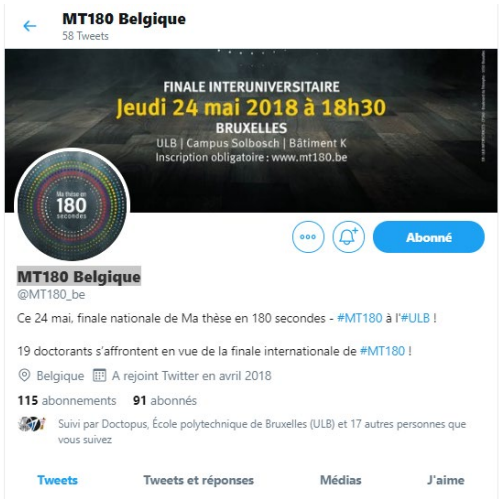 MT180 Belgique
58 Tweets
FINALE INTERUNIVERSITAIRE
Jeudi 24 mai 2018 à 18h30
BRUXELLES
ULB | Campus Solbosch | Bâtiment K
Inscription obligatoire : www.mt180.be
Ma thèse en
180
secondes
Abonné
MT180 Belgique
@MT180_be
Ce 24 mai, finale nationale de Ma thèse en 180 secondes - #MT180 à l'#ULB !
19 doctorants s'affrontent en vue de la finale internationale de #MT180 !
Belgique A rejoint Twitter en avril 2018
115 abonnements 91 abonnés
Suivi par Doctopus, École polytechnique de Bruxelles (ULB) et 17 autres personnes que
vous suivez
Tweets Tweets et réponses Médias J'aime